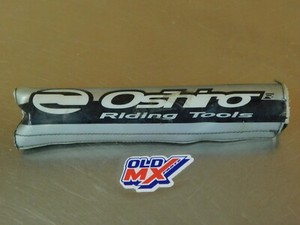 Oshiro
Riding Tools
OLD
MX